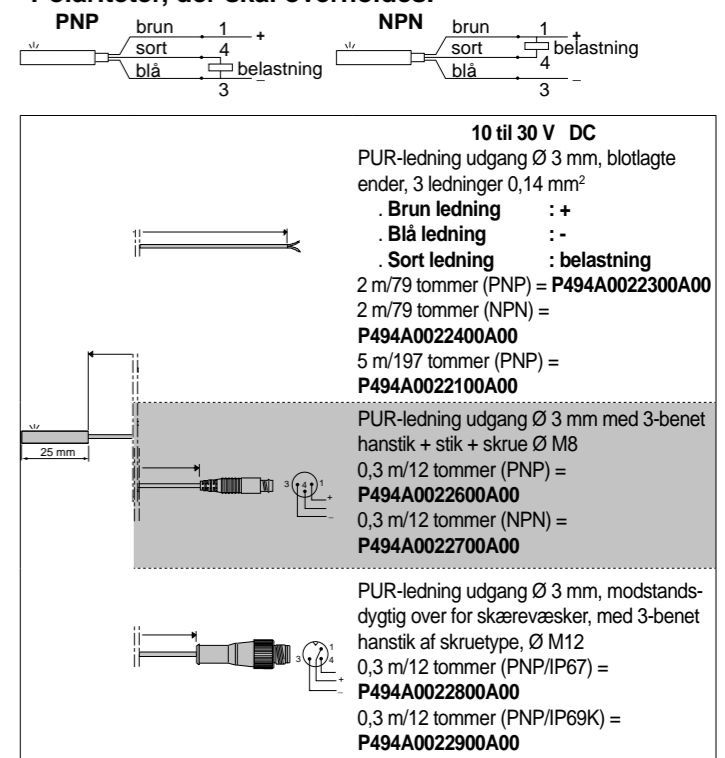 Polariteter, der skal overholdes:
PNP
brun 1 +
sort 4
belastning
blå 3 –
NPN
brun 1 +
sort
belastning
4
blå 3 –
10 til 30 V DC
PUR-ledning udgang Ø 3 mm, blotlagte
ender, 3 ledninger 0,14 mm²
. Brun ledning : +
. Blå ledning : -
. Sort ledning : belastning
2 m/79 tommer (PNP) = P494A0022300A00
2 m/79 tommer (NPN) =
P494A0022400A00
5 m/197 tommer (PNP) =
P494A0022100A00
25 mm
PUR-ledning udgang Ø 3 mm med 3-benet
hanstik + stik + skrue Ø M8
0,3 m/12 tommer (PNP) =
P494A0022600A00
0,3 m/12 tommer (NPN) =
P494A0022700A00
3 4 1
+
–
PUR-ledning udgang Ø 3 mm, modstands-
dygtig over for skærevæsker, med 3-benet
hanstik af skruetype, Ø M12
0,3 m/12 tommer (PNP/IP67) =
P494A0022800A00
0,3 m/12 tommer (PNP/IP69K) =
P494A0022900A00
1
3 4
+
–